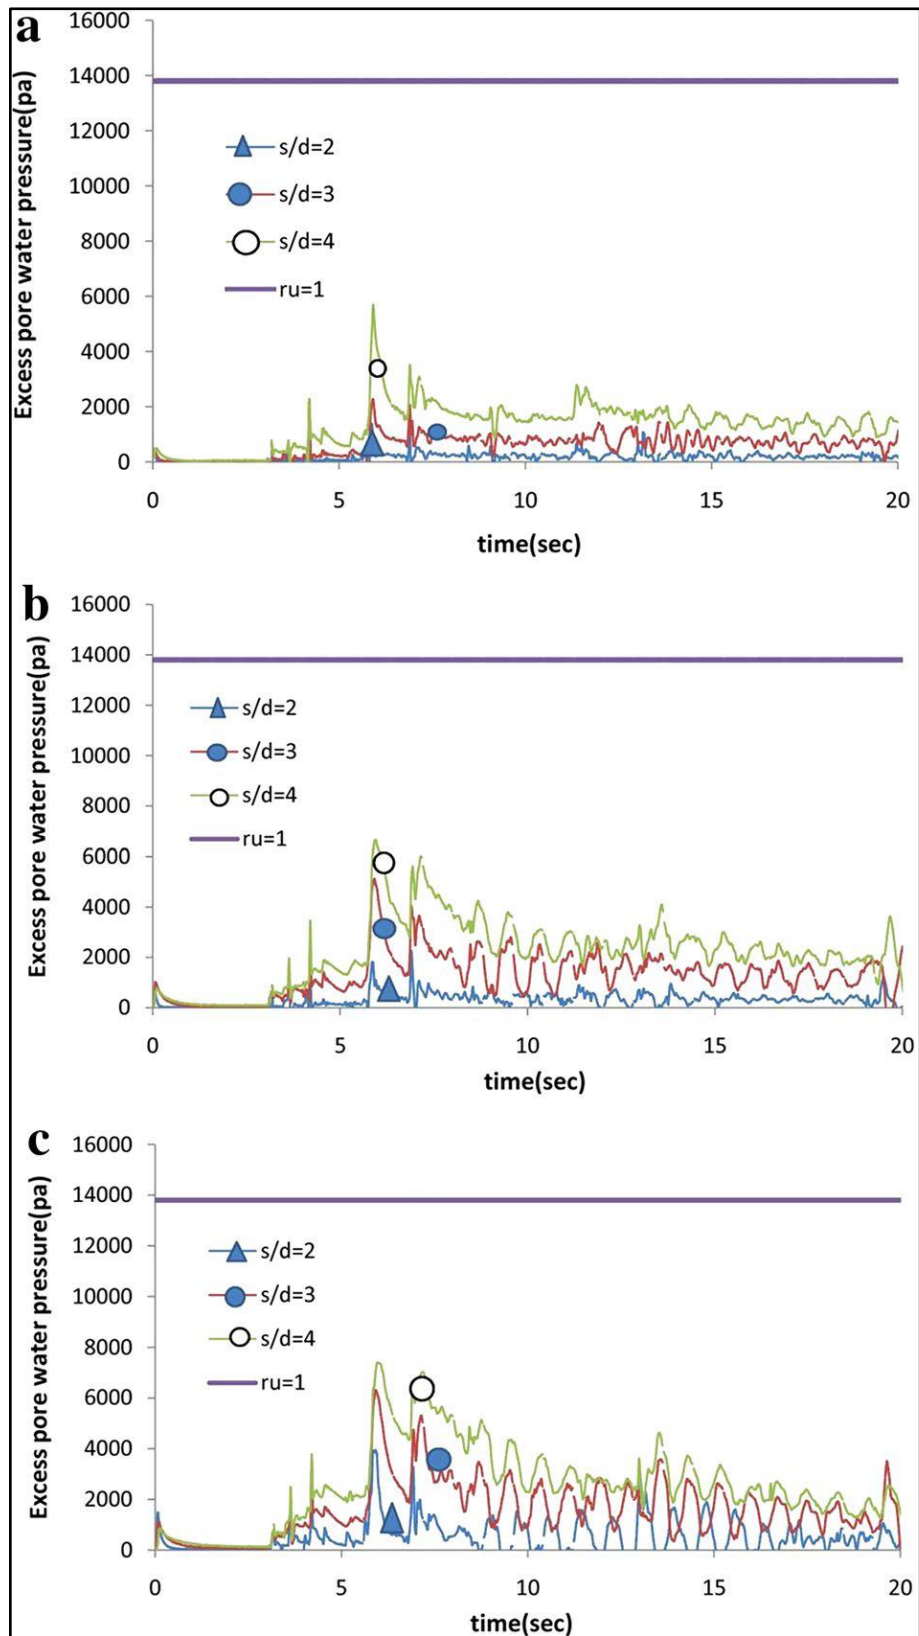 a
Excess pore water pressure(pa)
16000
14000
12000
10000
8000
6000
4000
2000
0
s/d=2
s/d=3
s/d=4
ru=1
0 5 10 15 20
time(sec)
b
Excess pore water pressure(pa)
16000
14000
12000
10000
8000
6000
4000
2000
0
s/d=2
s/d=3
s/d=4
ru=1
0 5 10 15 20
time(sec)
c
Excess pore water pressure(pa)
16000
14000
12000
10000
8000
6000
4000
2000
0
s/d=2
s/d=3
s/d=4
ru=1
0 5 10 15 20
time(sec)